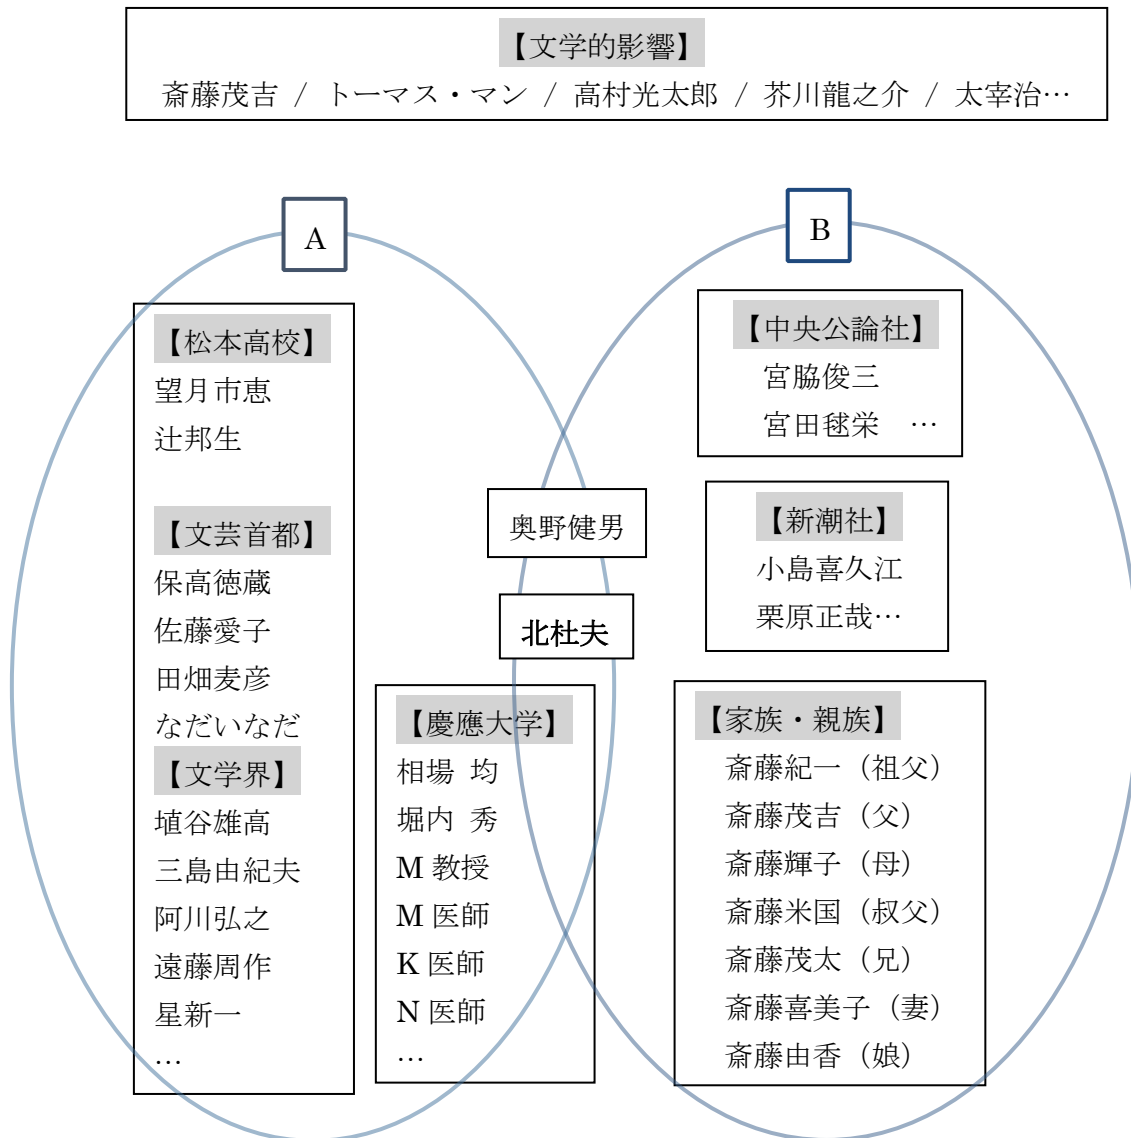 【文学的影響】
斎藤茂吉 / トーマス・マン / 高村光太郎 / 芥川龍之介 / 太宰治…
A
【松本高校】
望月市恵
辻邦生
【文芸首都】
保高徳蔵
佐藤愛子
田畑麦彦
なだいなだ
【文学界】
埴谷雄高
三島由紀夫
阿川弘之
遠藤周作
星新一
…
奥野健男
北杜夫
【慶應大学】
相場 均
堀内 秀
M 教授
M 医師
K 医師
N 医師
…
B
【中央公論社】
宮脇俊三
宮田毬栄 …
【新潮社】
小島喜久江
栗原正哉…
【家族・親族】
斎藤紀一（祖父）
斎藤茂吉（父）
斎藤輝子（母）
斎藤米国（叔父）
斎藤茂太（兄）
斎藤喜美子（妻）
斎藤由香（娘）